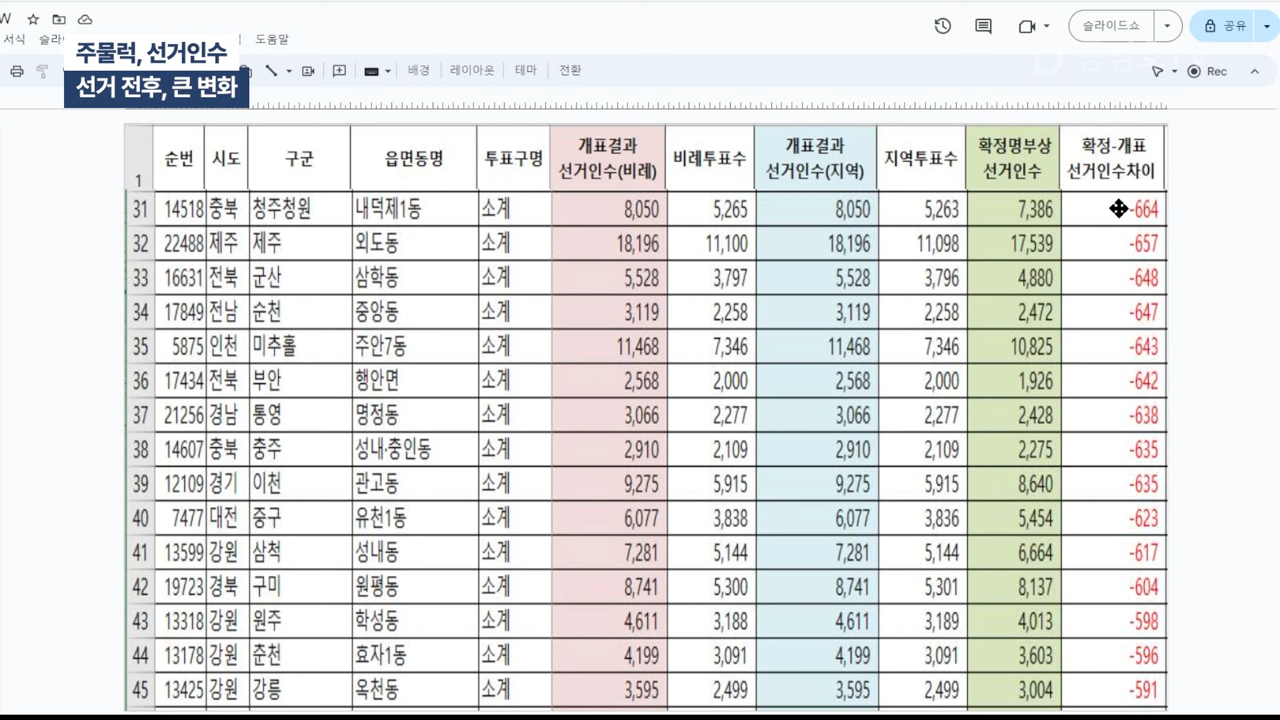 W
슬라이드쇼
공유
서식 슬라 도움말
주물럭, 선거인수
선거 전후, 큰 변화
배경 레이아웃 테마 전환 Rec
1 순번 시도 구군 읍면동명 투표구명 개표결과 선거인수(비례) 비례투표수 개표결과 선거인수(지역) 지역투표수 확정명부상 선거인수 확정-개표 선거인수차이
31 14518 충북 청주청원 내덕제1동 소계 8,050 5,265 8,050 5,263 7,386 -664
32 22488 제주 제주 외도동 소계 18,196 11,100 18,196 11,098 17,539 -657
33 16631 전북 군산 삼학동 소계 5,528 3,797 5,528 3,796 4,880 -648
34 17849 전남 순천 중앙동 소계 3,119 2,258 3,119 2,258 2,472 -647
35 5875 인천 미추홀 주안7동 소계 11,468 7,346 11,468 7,346 10,825 -643
36 17434 전북 부안 행안면 소계 2,568 2,000 2,568 2,000 1,926 -642
37 21256 경남 통영 명정동 소계 3,066 2,277 3,066 2,277 2,428 -638
38 14607 충북 충주 성내·충인동 소계 2,910 2,109 2,910 2,109 2,275 -635
39 12109 경기 이천 관고동 소계 9,275 5,915 9,275 5,915 8,640 -635
40 7477 대전 중구 유천1동 소계 6,077 3,838 6,077 3,836 5,454 -623
41 13599 강원 삼척 성내동 소계 7,281 5,144 7,281 5,144 6,664 -617
42 19723 경북 구미 원평동 소계 8,741 5,300 8,741 5,301 8,137 -604
43 13318 강원 원주 학성동 소계 4,611 3,188 4,611 3,189 4,013 -598
44 13178 강원 춘천 효자1동 소계 4,199 3,091 4,199 3,091 3,603 -596
45 13425 강원 강릉 옥천동 소계 3,595 2,499 3,595 2,499 3,004 -591